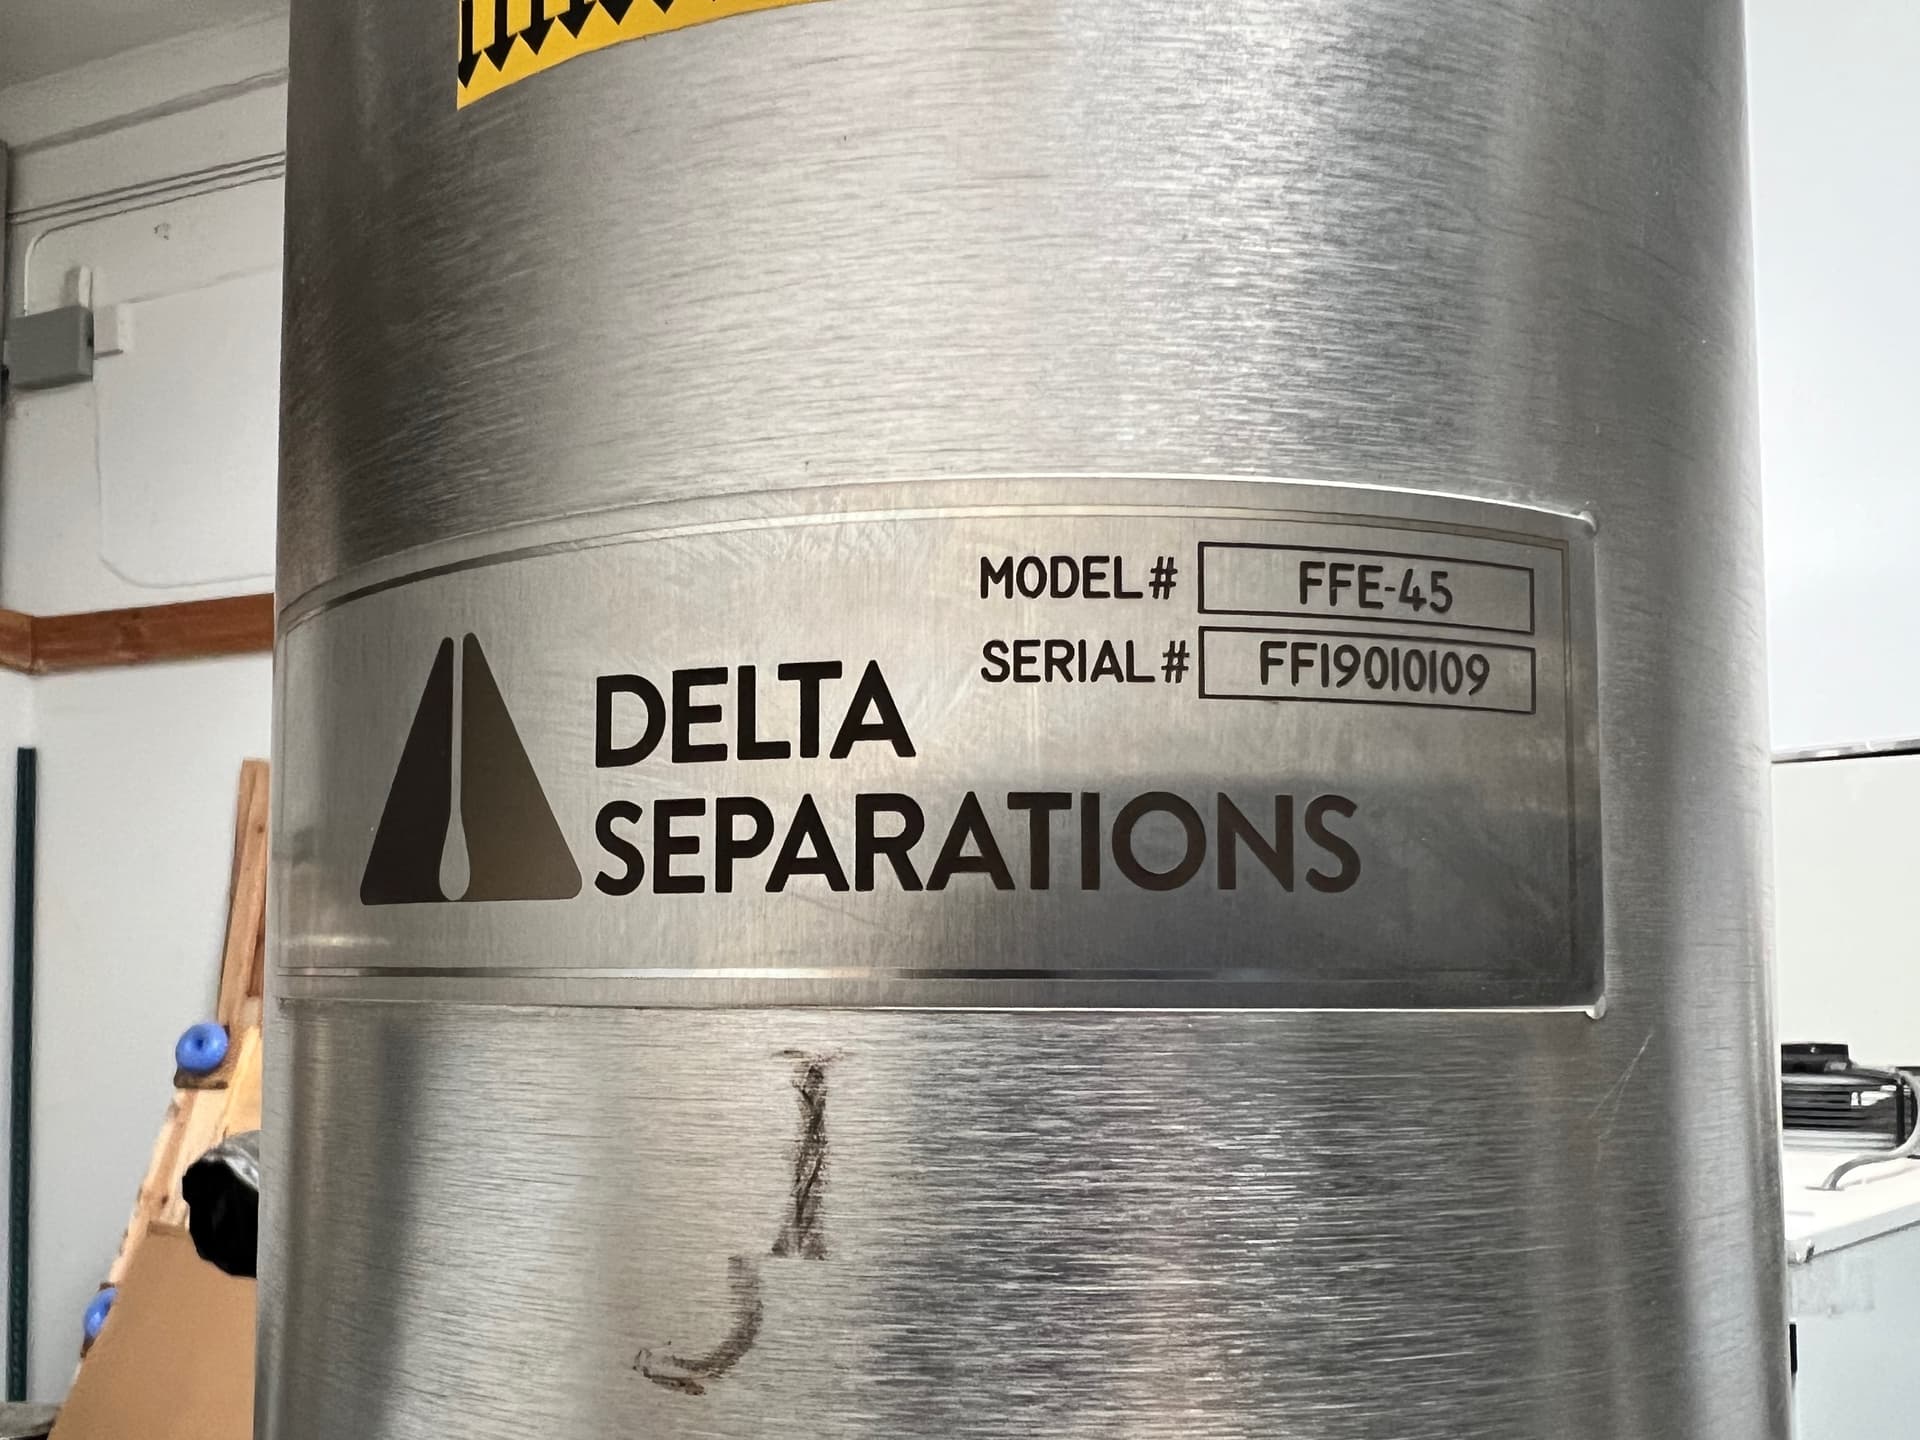 MODEL# FFE-45
SERIAL# FF19010109
DELTA
SEPARATIONS